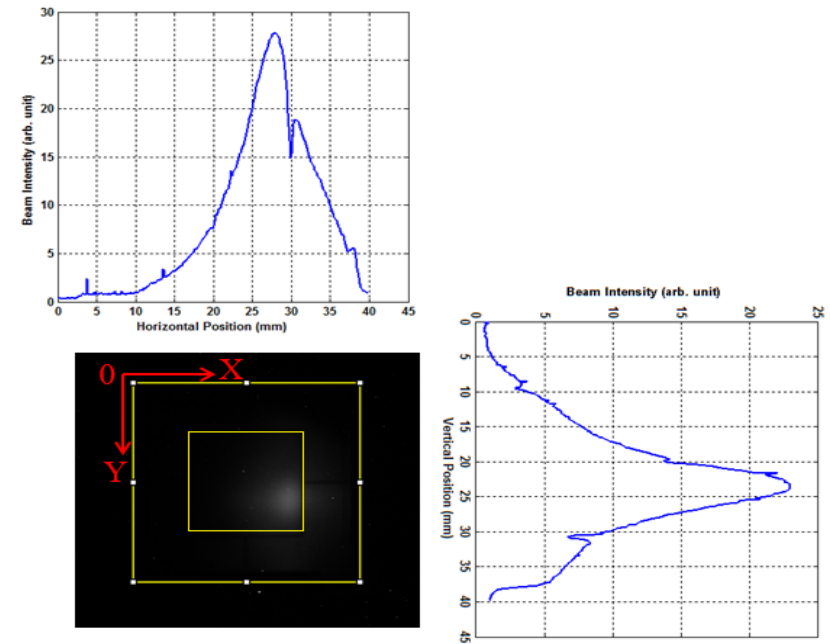 30
25
20
15
10
5
0
Beam Intensity (arb. unit)
0 5 10 15 20 25 30 35 40 45
Horizontal Position (mm)
0 X
Y
Beam Intensity (arb. unit)
0 5 10 15 20 25
0
5
10
15
20
25
30
35
40
45
Vertical Position (mm)